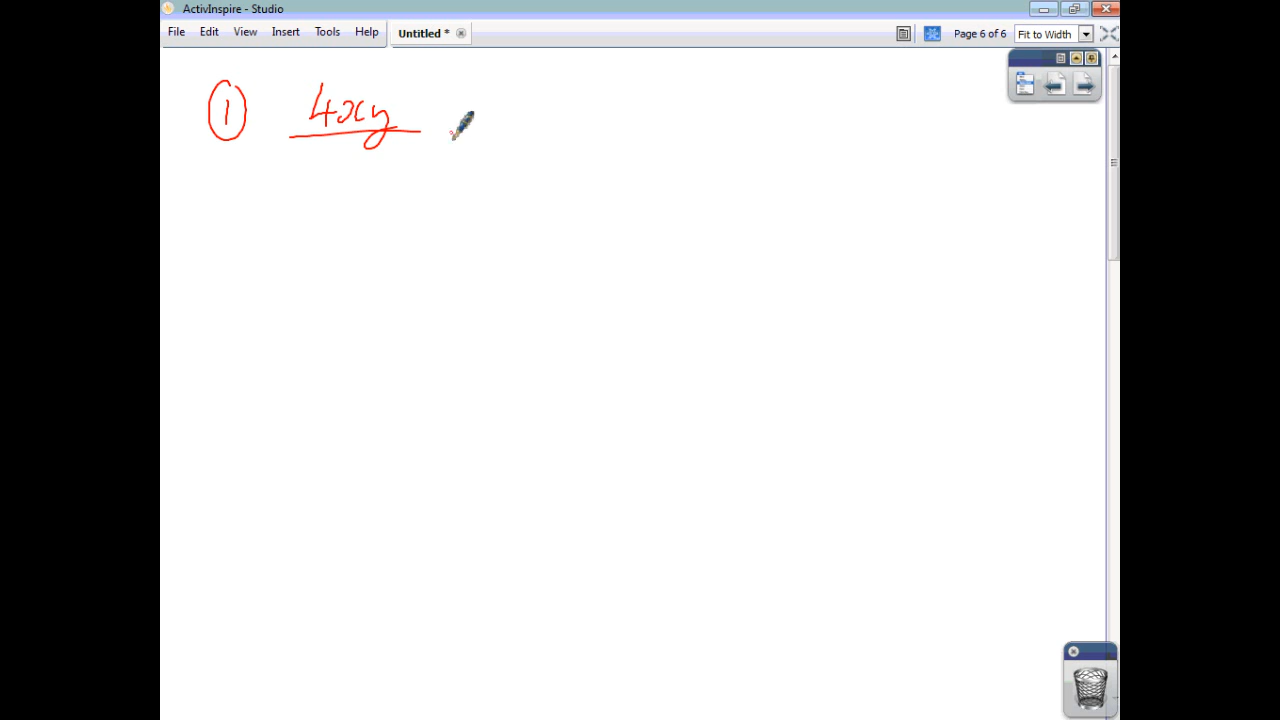 ActivInspire - Studio
File Edit View Insert Tools Help Untitled * Page 6 of 6 Fit to Width
① 4xy